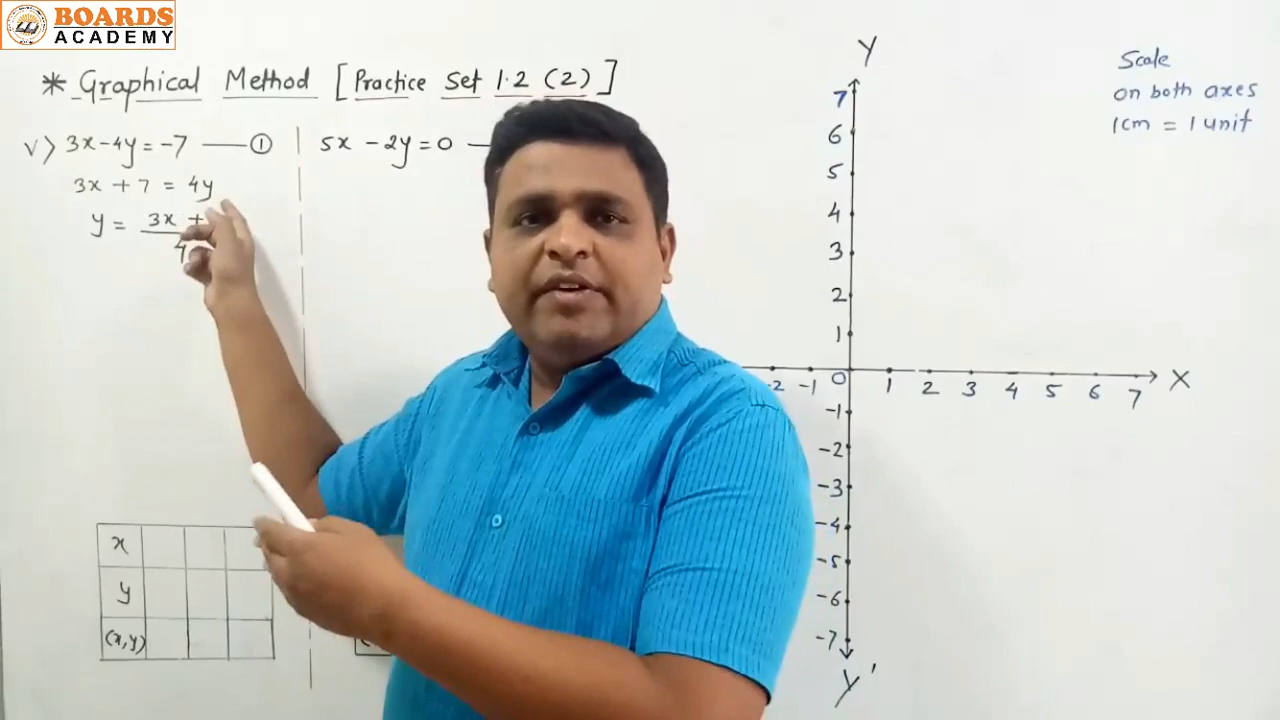 BOARDS
ACADEMY
* Graphical Method [Practice Set 1.2 (2)]
v) 3x-4y = -7 —— ①
3x + 7 = 4y
y = 3x +
4
5x - 2y = 0 —
x
y
(x,y)
Y
7
6
5
4
3
2
1
-2 -1 0 1 2 3 4 5 6 7 X
-1
-2
-3
-4
-5
-6
-7
Y'
Scale
on both axes
1cm = 1 unit